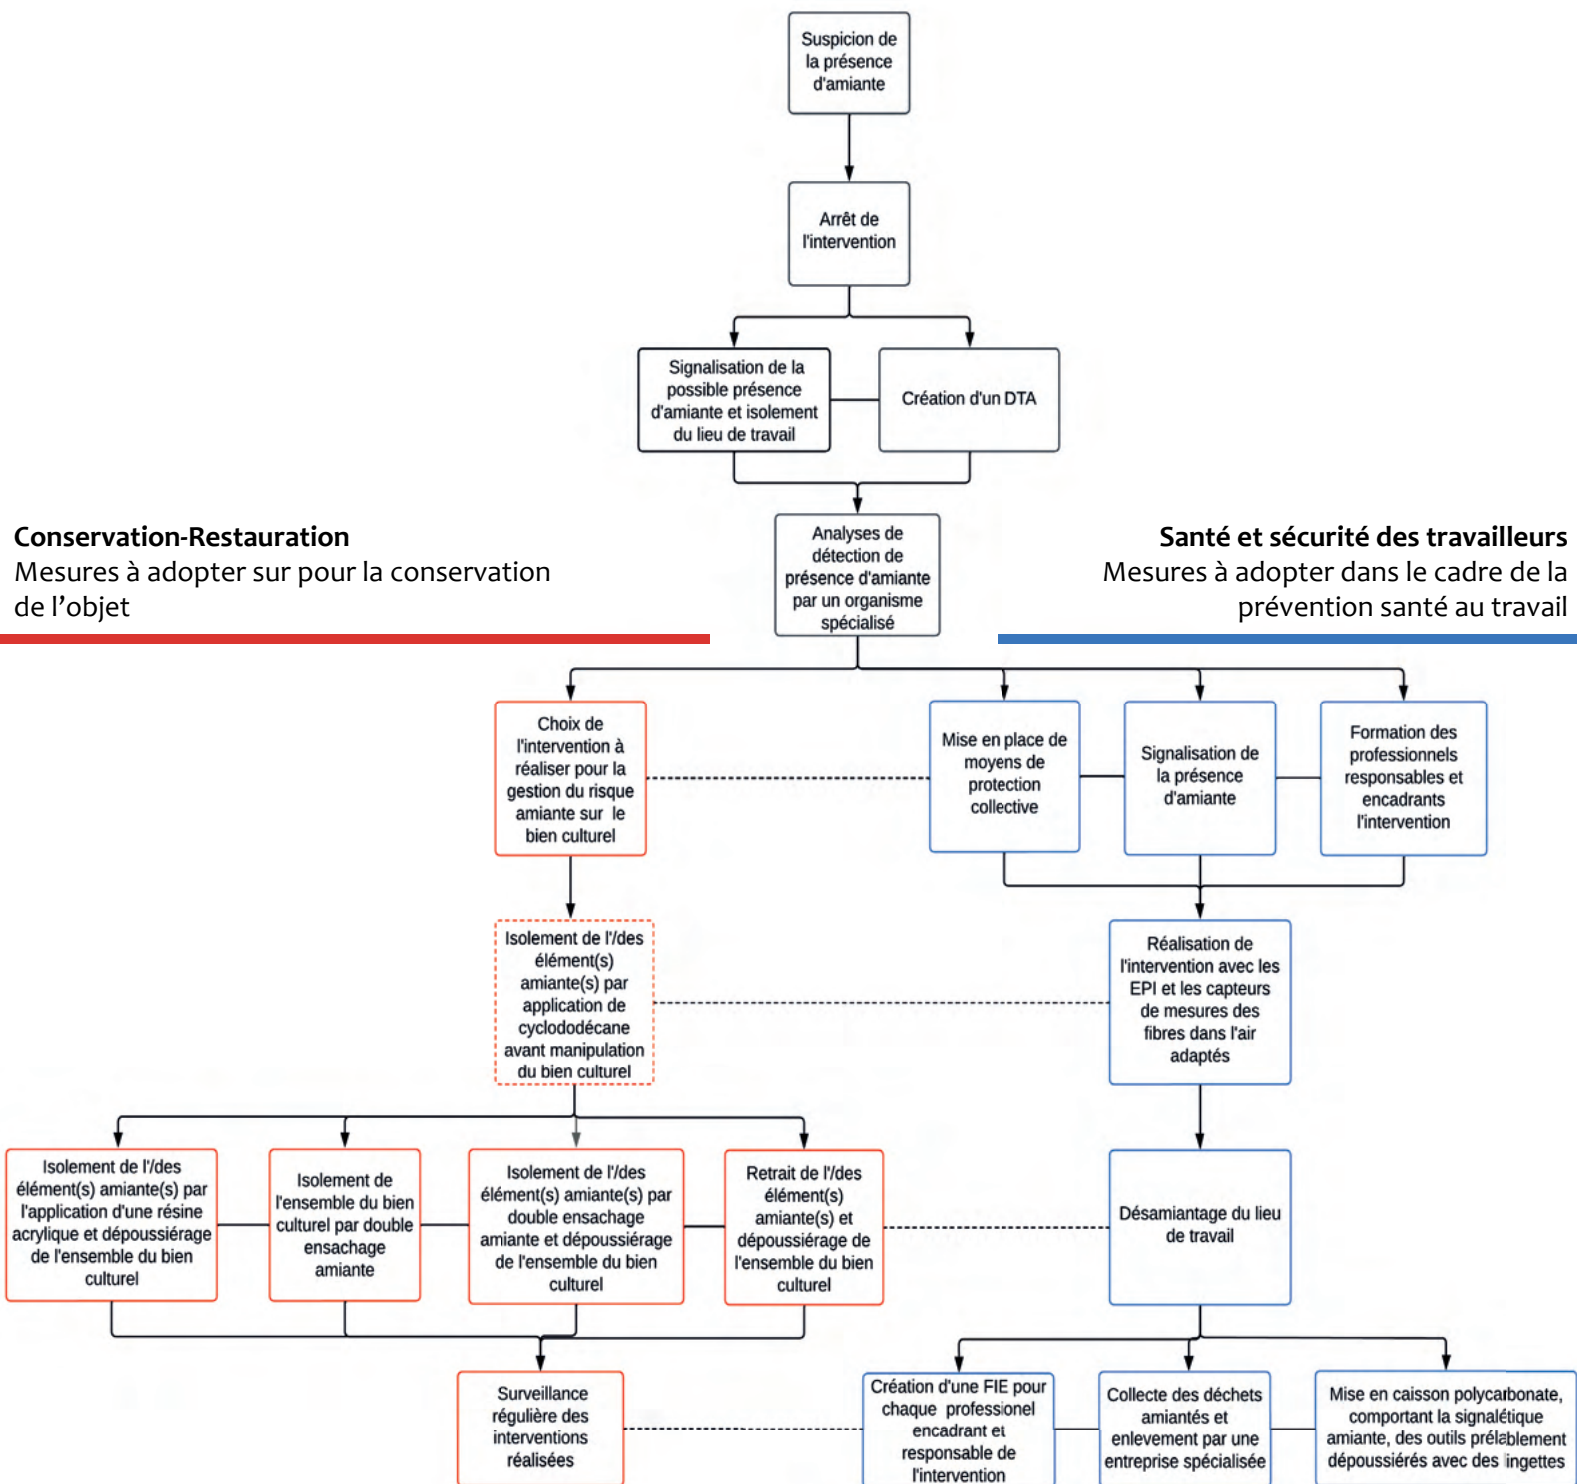 Suspicion de
la présence
d'amiante
Arrêt de
l'intervention
Signalisation de la
possible présence
d'amiante et isolement
du lieu de travail
Création d'un DTA
Analyses de
détection de
présence d'amiante
par un organisme
spécialisé
Conservation-Restauration
Mesures à adopter sur pour la conservation
de l'objet
Santé et sécurité des travailleurs
Mesures à adopter dans le cadre de la
prévention santé au travail
Choix de
l'intervention à
réaliser pour la
gestion du risque
amiante sur le
bien culturel
Mise en place de
moyens de
protection
collective
Signalisation de
la présence
d'amiante
Formation des
professionnels
responsables et
encadrants
l'intervention
Isolement de l'/des
élément(s)
amiante(s) par
application de
cyclododécane
avant manipulation
du bien culturel
Réalisation de
l'intervention avec les
EPI et les capteurs
de mesures des
fibres dans l'air
adaptés
Isolement de l'/des
élément(s) amiante(s) par
l'application d'une résine
acrylique et dépoussiérage
de l'ensemble du bien
culturel
Isolement de
l'ensemble du bien
culturel par double
ensachage
amiante
Isolement de l'/des
élément(s) amiante(s) par
double ensachage
amiante et dépoussiérage
de l'ensemble du bien
culturel
Retrait de l'/des
élément(s)
amiante(s) et
dépoussiérage de
l'ensemble du bien
culturel
Désamiantage du lieu
de travail
Surveillance
régulière des
interventions
réalisées
Création d'une FIE pour
chaque professionel
encadrant et
responsable de
l'intervention
Collecte des déchets
amiantés et
enlevement par une
entreprise spécialisée
Mise en caisson polycarbonate,
comportant la signalétique
amiante, des outils prélablement
dépoussiérés avec des lingettes